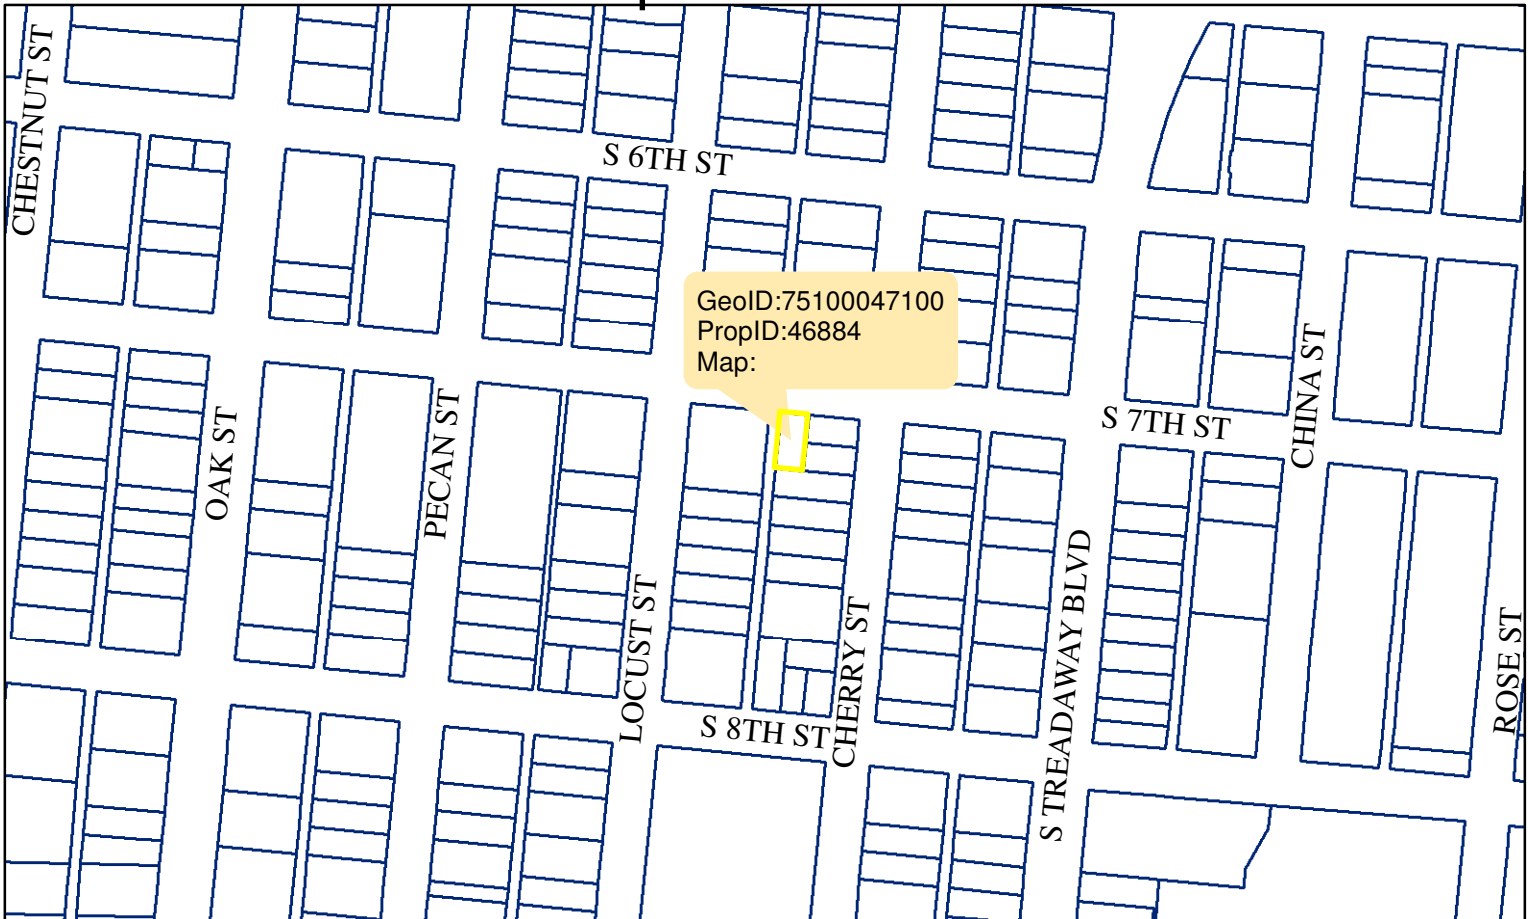 CHESTNUT ST
S 6TH ST
GeoID:75100047100
PropID:46884
Map:
OAK ST
PECAN ST
S 7TH ST
CHINA ST
LOCUST ST
CHERRY ST
S TREADAWAY BLVD
ROSE ST
S 8TH ST